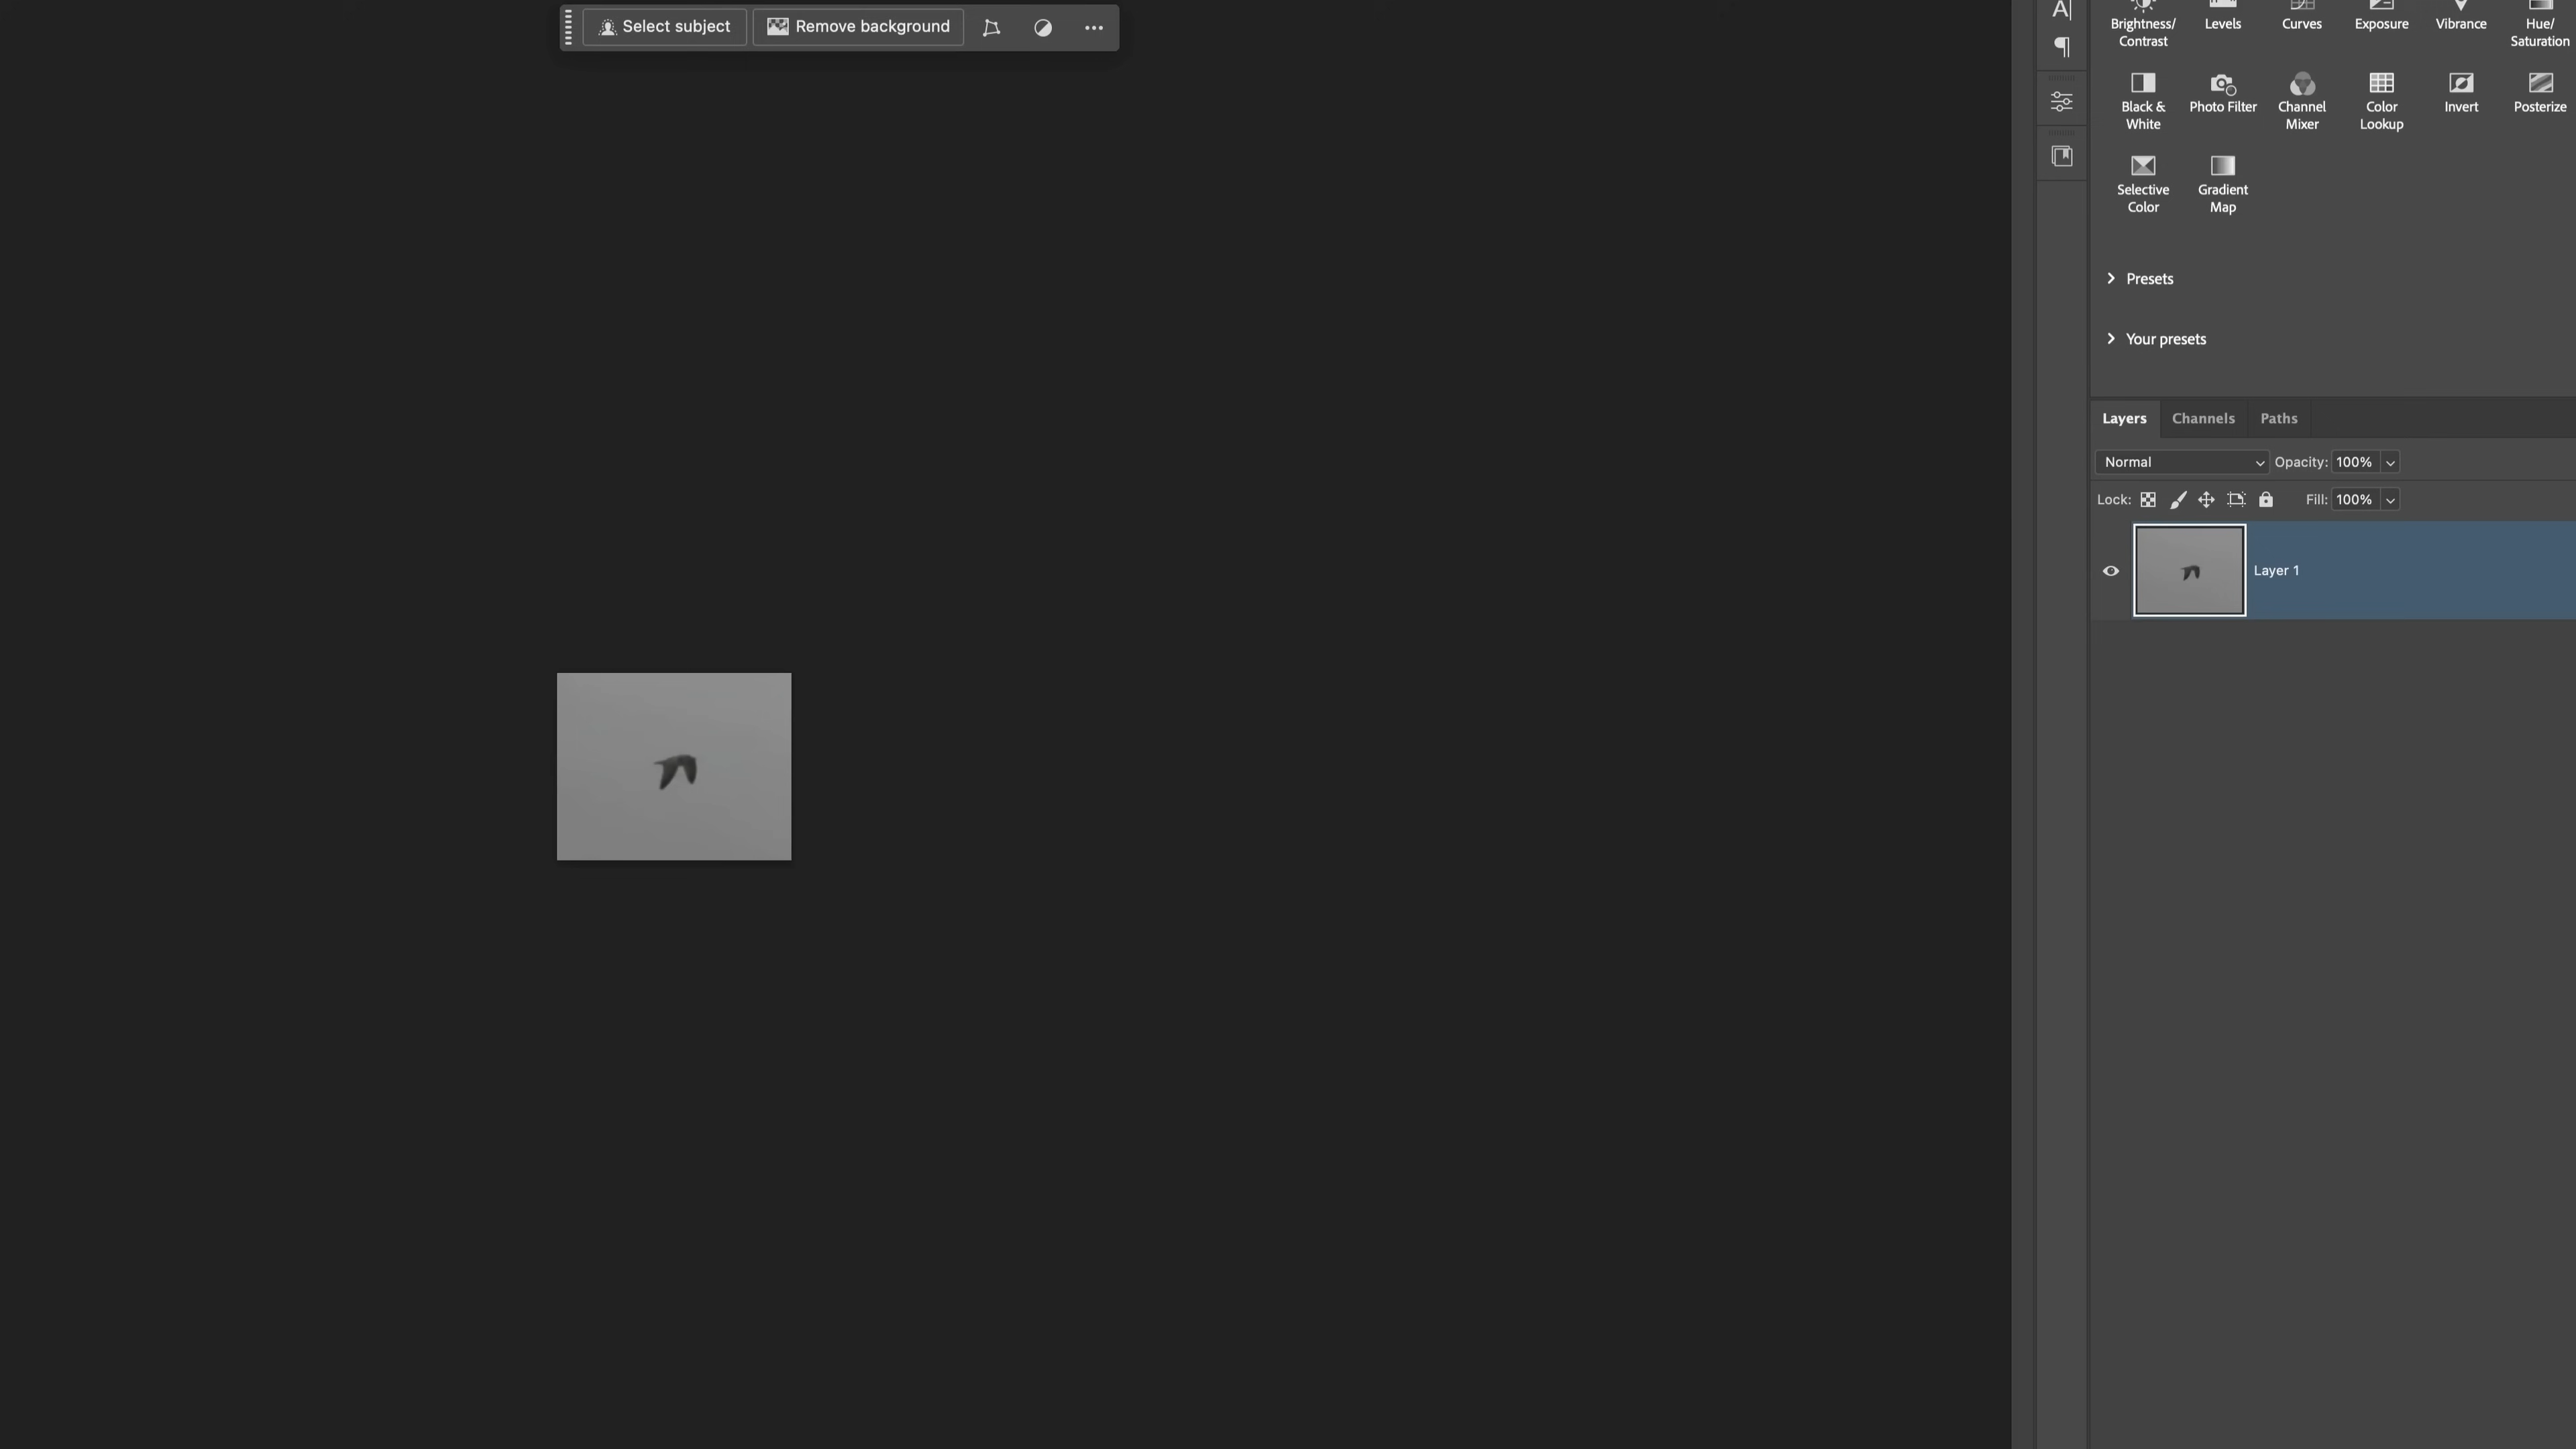 Select subject
Remove background
A|
Brightness/
Contrast
Levels
Curves
Exposure
Vibrance
Hue/
Saturation
Black &
White
Photo Filter
Channel
Mixer
Color
Lookup
Invert
Posterize
Selective
Color
Gradient
Map
Presets
Your presets
Layers Channels Paths
Normal Opacity: 100%
Lock: Fill: 100%
Layer 1